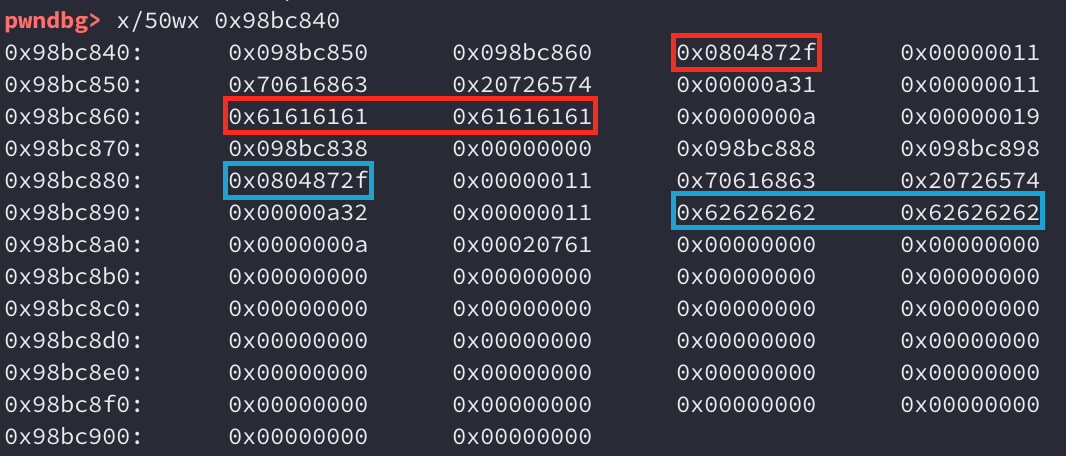 pwndbg> x/50wx 0x98bc840
0x98bc840: 0x098bc850 0x098bc860 0x0804872f 0x00000011
0x98bc850: 0x70616863 0x20726574 0x00000a31 0x00000011
0x98bc860: 0x61616161 0x61616161 0x0000000a 0x00000019
0x98bc870: 0x098bc838 0x00000000 0x098bc888 0x098bc898
0x98bc880: 0x0804872f 0x00000011 0x70616863 0x20726574
0x98bc890: 0x00000a32 0x00000011 0x62626262 0x62626262
0x98bc8a0: 0x0000000a 0x00020761 0x00000000 0x00000000
0x98bc8b0: 0x00000000 0x00000000 0x00000000 0x00000000
0x98bc8c0: 0x00000000 0x00000000 0x00000000 0x00000000
0x98bc8d0: 0x00000000 0x00000000 0x00000000 0x00000000
0x98bc8e0: 0x00000000 0x00000000 0x00000000 0x00000000
0x98bc8f0: 0x00000000 0x00000000 0x00000000 0x00000000
0x98bc900: 0x00000000 0x00000000